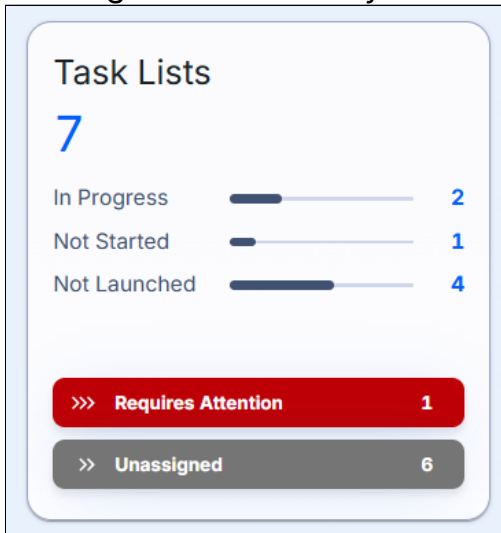 Task Lists
7
In Progress 2
Not Started 1
Not Launched 4
>>> Requires Attention 1
>> Unassigned 6